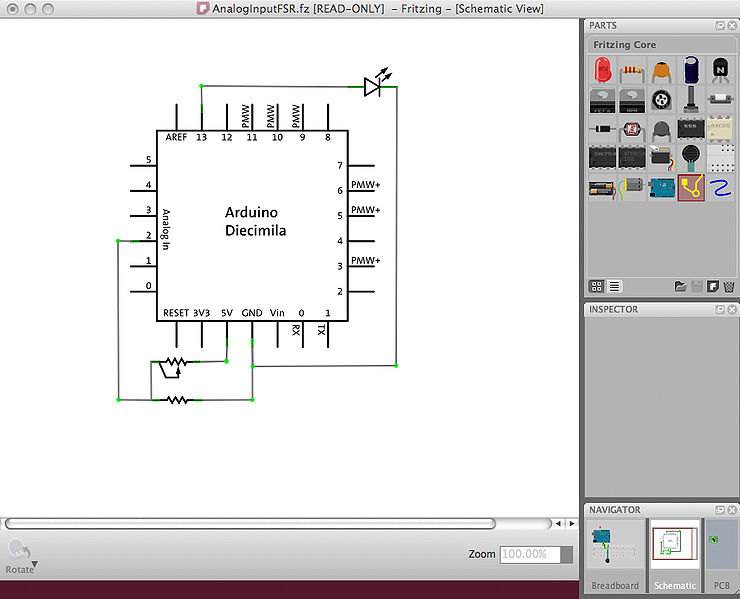 AnalogInputFSR.fz [READ-ONLY] - Fritzing - [Schematic View]
PARTS
Fritzing Core
N
555
AREF 13 12 11 10 9 8
PMW PMW PMW
5
4
3
2
1
0
Analog In
Arduino
Diecimila
7
6 PMW+
5 PMW+
4
3 PMW+
2
RESET 3V3 5V GND Vin 0 1
RX TX
INSPECTOR
NAVIGATOR
Breadboard Schematic PCB
Rotate
Zoom 100.00%